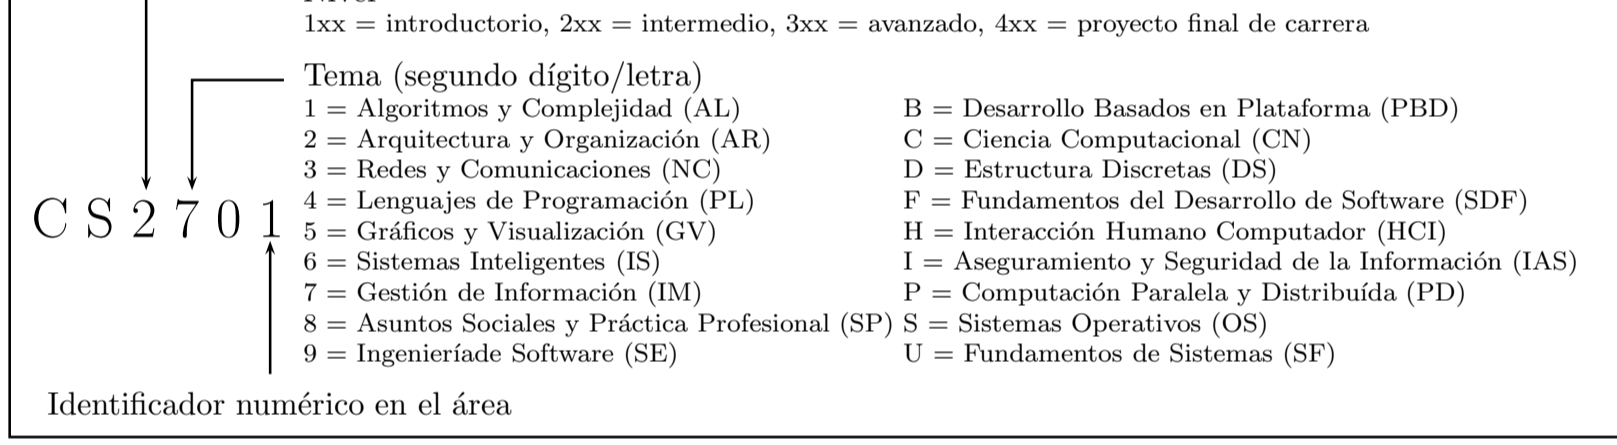 1xx = introductorio, 2xx = intermedio, 3xx = avanzado, 4xx = proyecto final de carrera
Tema (segundo dígito/letra)
1 = Algoritmos y Complejidad (AL)
2 = Arquitectura y Organización (AR)
3 = Redes y Comunicaciones (NC)
4 = Lenguajes de Programación (PL)
5 = Gráficos y Visualización (GV)
6 = Sistemas Inteligentes (IS)
7 = Gestión de Información (IM)
8 = Asuntos Sociales y Práctica Profesional (SP)
9 = Ingenieríade Software (SE)
B = Desarrollo Basados en Plataforma (PBD)
C = Ciencia Computacional (CN)
D = Estructura Discretas (DS)
F = Fundamentos del Desarrollo de Software (SDF)
H = Interacción Humano Computador (HCI)
I = Aseguramiento y Seguridad de la Información (IAS)
P = Computación Paralela y Distribuída (PD)
S = Sistemas Operativos (OS)
U = Fundamentos de Sistemas (SF)
C S 2 7 0 1
Identificador numérico en el área